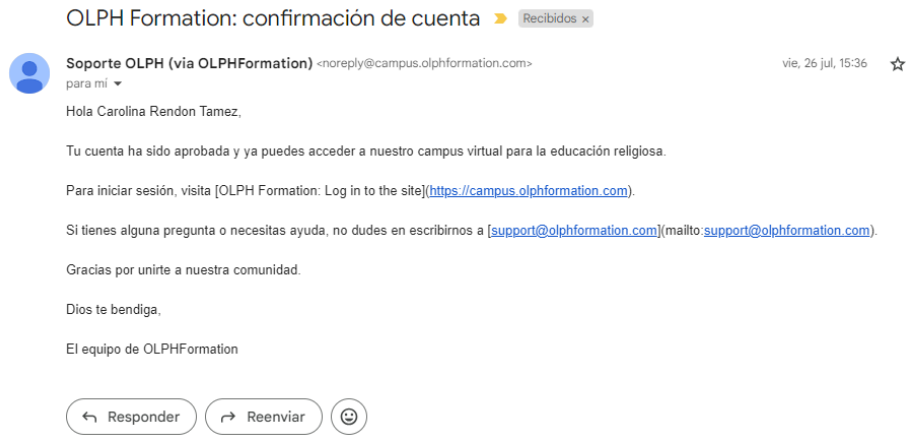 OLPH Formation: confirmación de cuenta Recibidos ×
Soporte OLPH (via OLPHFormation) <noreply@campus.olphformation.com> vie, 26 jul, 15:36
para mí
Hola Carolina Rendon Tamez,
Tu cuenta ha sido aprobada y ya puedes acceder a nuestro campus virtual para la educación religiosa.
Para iniciar sesión, visita [OLPH Formation: Log in to the site](https://campus.olphformation.com).
Si tienes alguna pregunta o necesitas ayuda, no dudes en escribirnos a [support@olphformation.com](mailto:support@olphformation.com).
Gracias por unirte a nuestra comunidad.
Dios te bendiga,
El equipo de OLPHFormation
Responder Reenviar